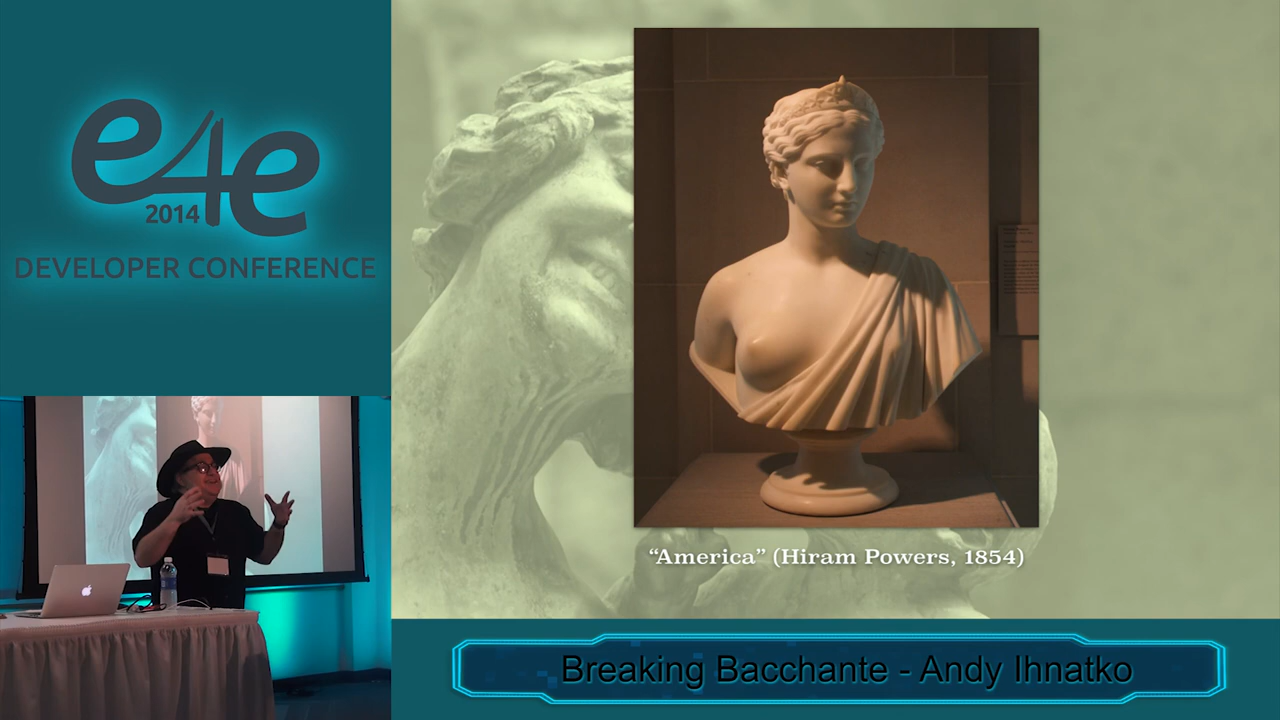 e4e
2014
DEVELOPER CONFERENCE
“America” (Hiram Powers, 1854)
Breaking Bacchante - Andy Ihnatko